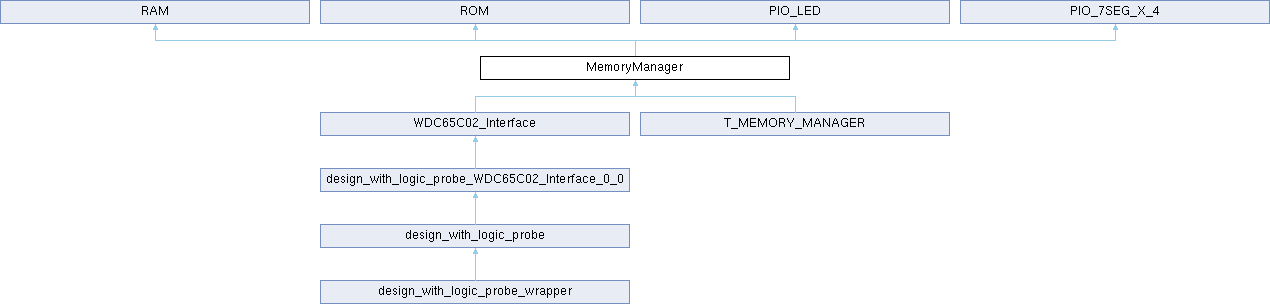 RAM
ROM
PIO_LED
PIO_7SEG_X_4
MemoryManager
WDC65C02_Interface
T_MEMORY_MANAGER
design_with_logic_probe_WDC65C02_Interface_0_0
design_with_logic_probe
design_with_logic_probe_wrapper